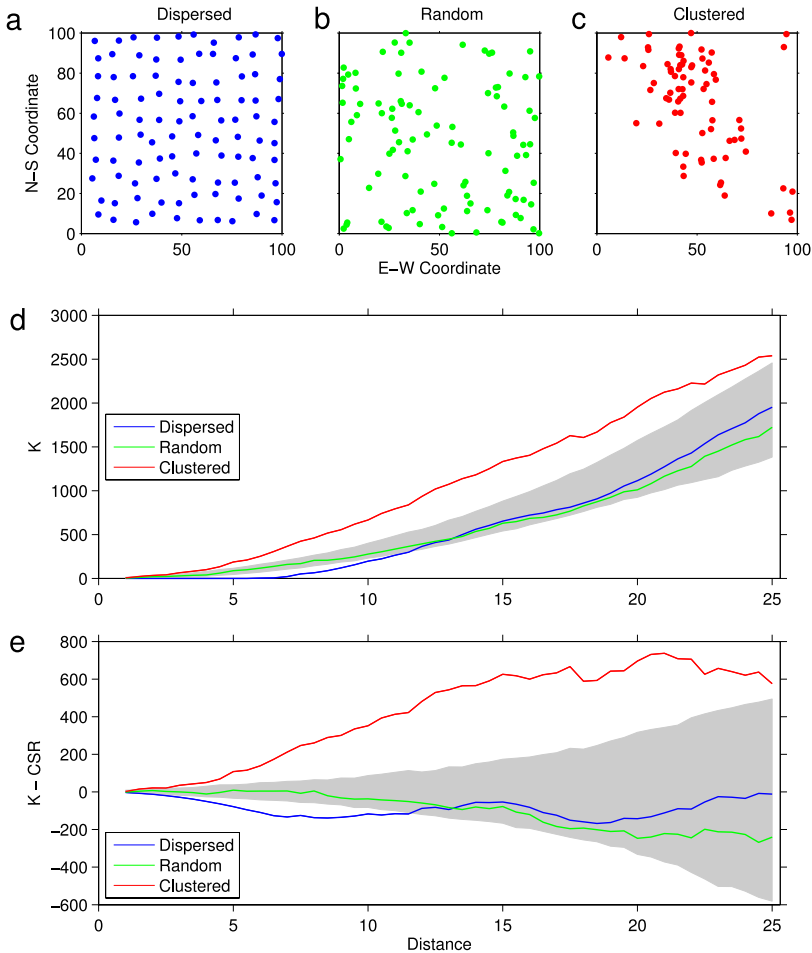 a
Dispersed
b
Random
c
Clustered
N–S Coordinate
100
80
60
40
20
0
0
50
100
0
50
100
0
50
100
E–W Coordinate
d
K
3000
2500
2000
1500
1000
500
0
Dispersed
Random
Clustered
0
5
10
15
20
25
e
K – CSR
800
600
400
200
0
−200
−400
−600
Dispersed
Random
Clustered
0
5
10
15
20
25
Distance